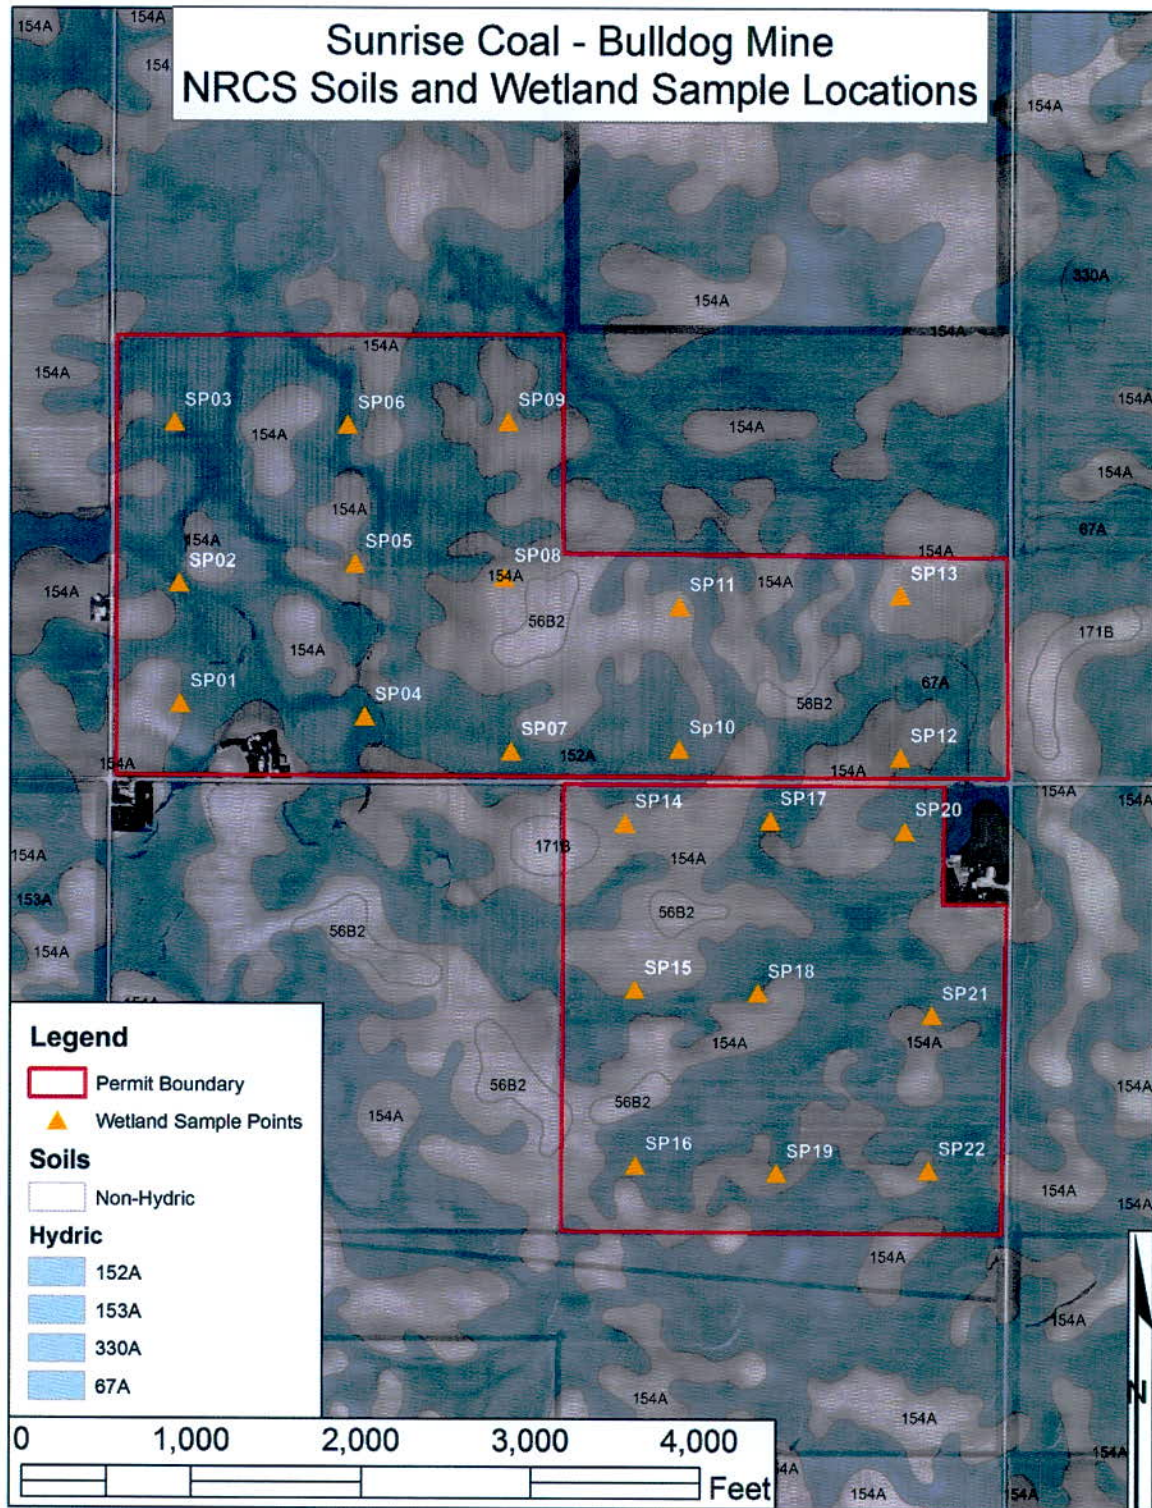 Sunrise Coal - Bulldog Mine
NRCS Soils and Wetland Sample Locations
154A
154A
154
154A
154A
330A
154A
154A
154A
154A
SP03
SP06
SP09
154A
154A
154A
154A
154A
67A
154A
SP02
SP05
SP08
154A
154A
154A
SP13
154A
SP11
56B2
171B
154A
67A
SP01
SP04
56B2
SP07
152A
Sp10
SP12
154A
154A
154A
154A
SP14
SP17
SP20
154A
171B
154A
153A
56B2
56B2
154A
SP15
SP18
SP21
154A
154A
154A
56B2
56B2
154A
154A
SP16
SP19
SP22
154A
154A
154A
154A
154A
154A
154A
4A
154A
154A
Legend
Permit Boundary
Wetland Sample Points
Soils
Non-Hydric
Hydric
152A
153A
330A
67A
0 1,000 2,000 3,000 4,000
Feet
N